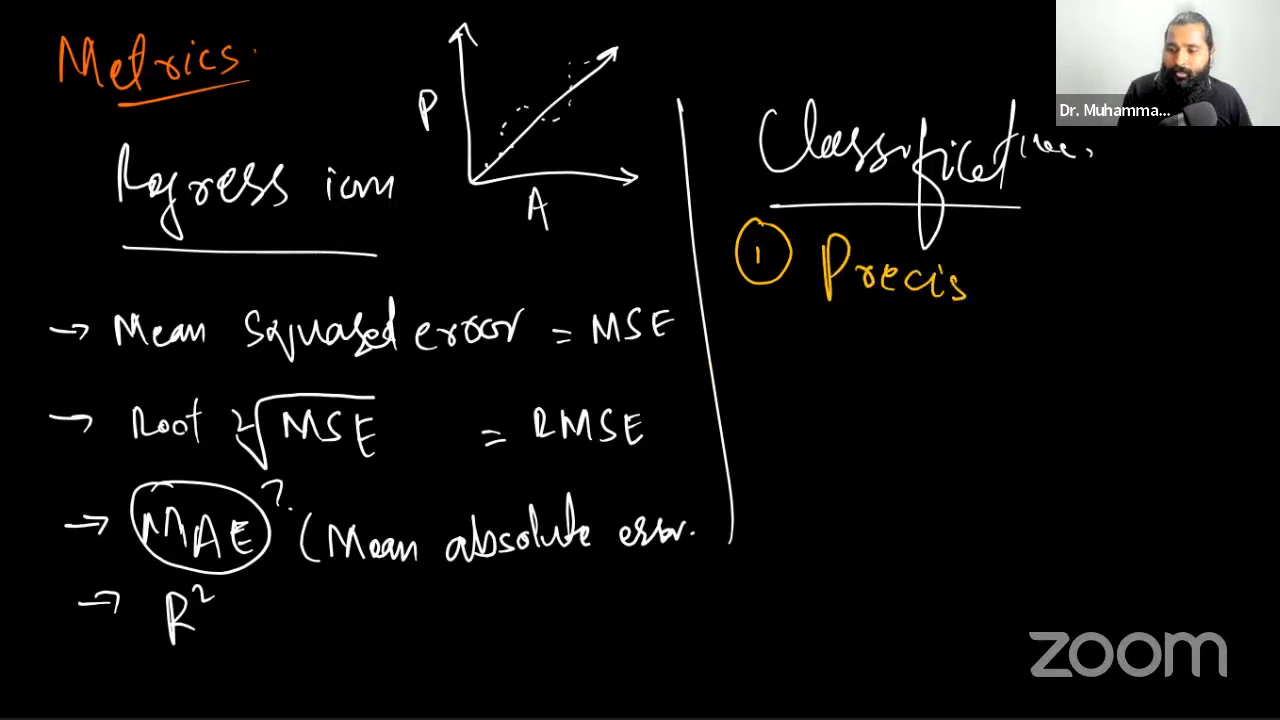 Metrics.
P
A
Regression
→ Mean Squared error = MSE
→ Root ²√MSE = RMSE
→ MAE ? (Mean absolute error.
→ R²
Classification.
① Precis
Dr. Muhamma...
zoom